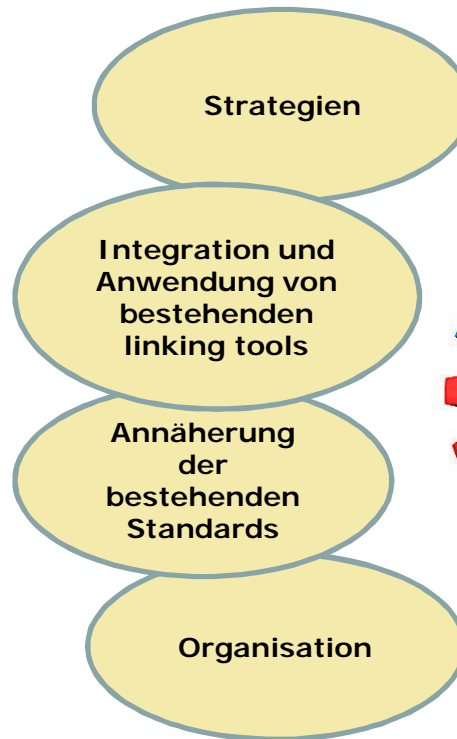 Strategien
Integration und
Anwendung von
bestehenden
linking tools
Annäherung
der
bestehenden
Standards
Organisation